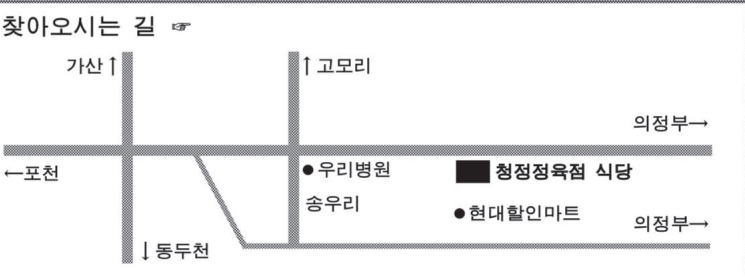 찾아오시는 길 ☞
가산↑
↑고모리
의정부→
←포천
●우리병원
청정정육점 식당
송우리
●현대할인마트
의정부→
↓동두천